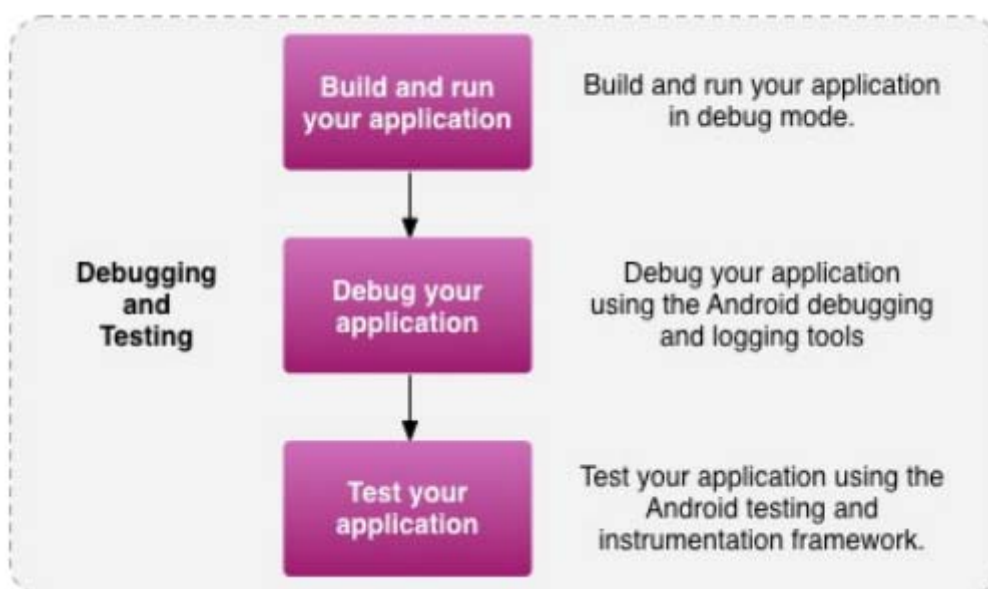 Build and run
your application
Build and run your application
in debug mode.
Debugging
and
Testing
Debug your
application
Debug your application
using the Android debugging
and logging tools
Test your
application
Test your application using the
Android testing and
instrumentation framework.